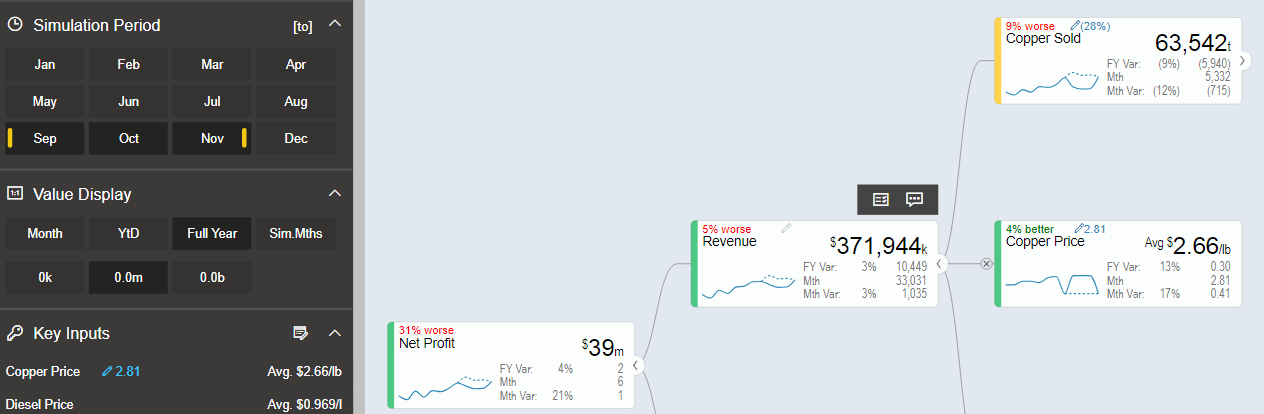 Simulation Period [to]
Jan Feb Mar Apr
May Jun Jul Aug
Sep Oct Nov Dec
1:1 Value Display
Month YtD Full Year Sim.Mths
0k 0.0m 0.0b
Key Inputs
Copper Price 2.81 Avg. $2.66/lb
Diesel Price Avg. $0.969/l
31% worse
Net Profit
$39m
FY Var: 4% 2
Mth 6
Mth Var: 21% 1
5% worse
Revenue
$371,944k
FY Var: 3% 10,449
Mth 33,031
Mth Var: 3% 1,035
9% worse (28%)
Copper Sold
63,542t
FY Var: (9%) (5,940)
Mth 5,332
Mth Var: (12%) (715)
4% better 2.81
Copper Price
Avg $2.66/lb
FY Var: 13% 0.30
Mth 2.81
Mth Var: 17% 0.41